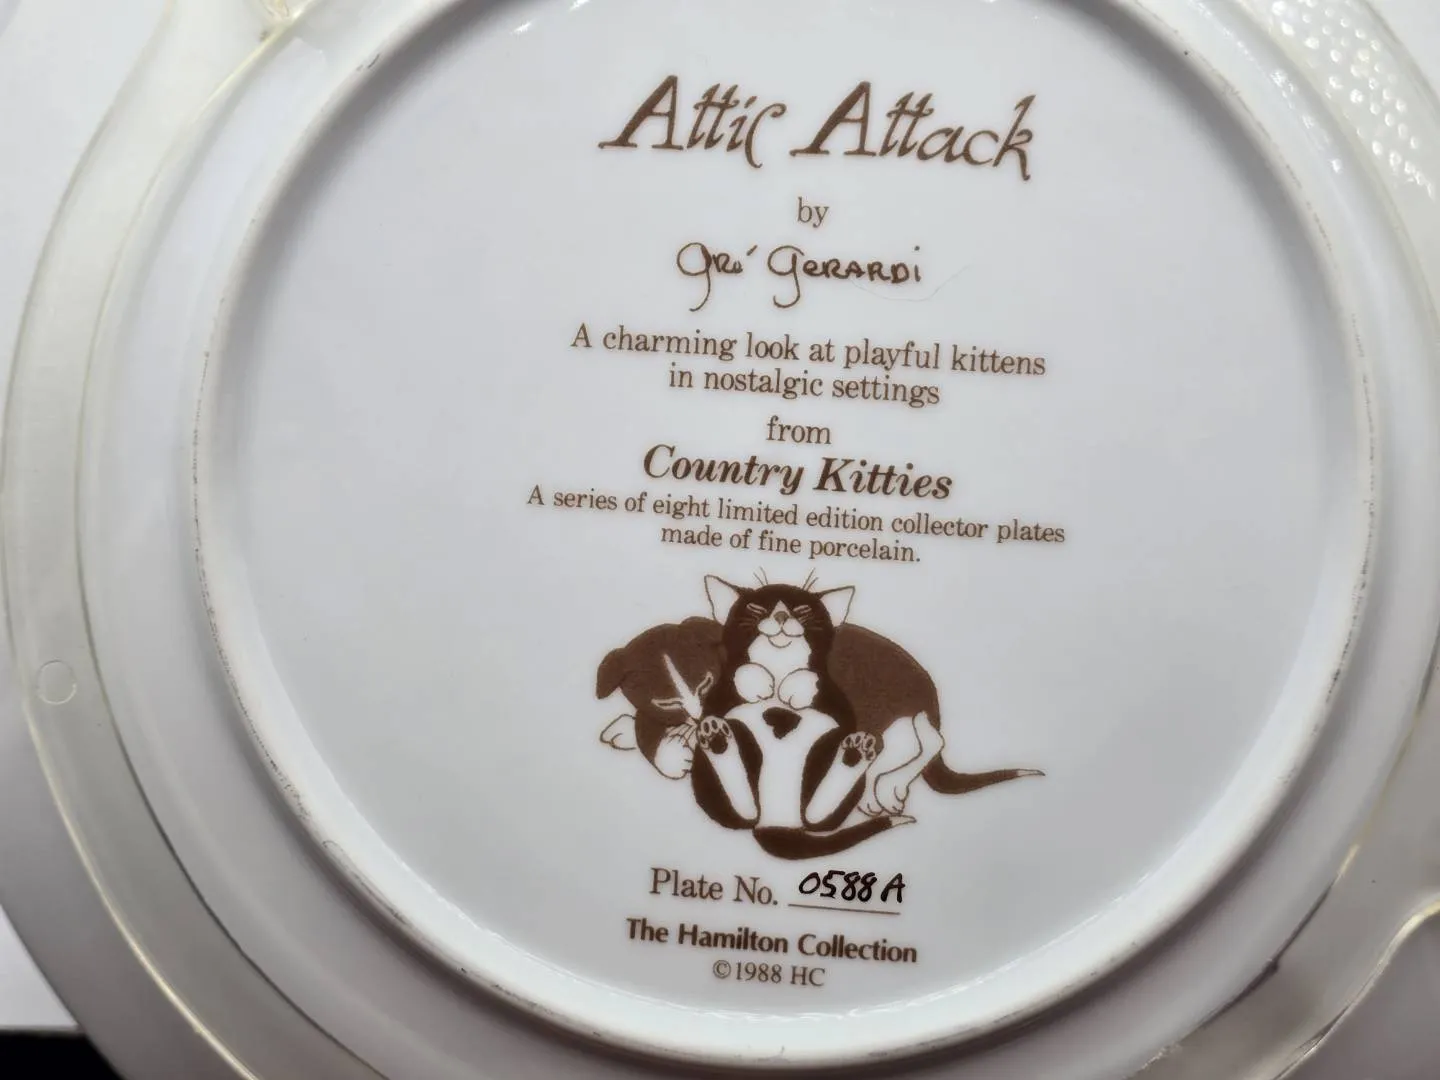 Attic Attack
by
Gré Gerardi
A charming look at playful kittens
in nostalgic settings
from
Country Kitties
A series of eight limited edition collector plates
made of fine porcelain.
Plate No. 0588A
The Hamilton Collection
©1988 HC